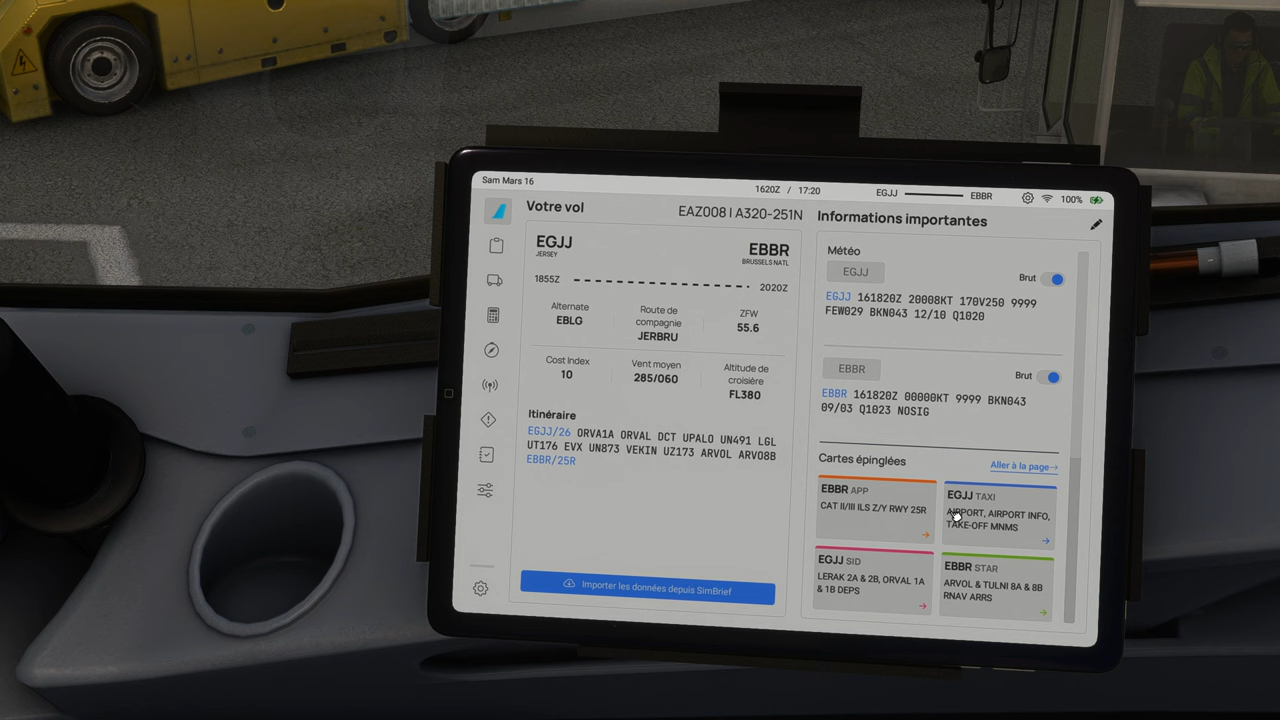 Sam Mars 16
1620Z / 17:20
EGJJ
EBBR
100%
Votre vol
EAZ008 | A320-251N
EGJJ
JERSEY
EBBR
BRUSSELS NATL
1855Z
2020Z
Alternate
EBLG
Route de
compagnie
JERBRU
ZFW
55.6
Cost Index
10
Vent moyen
285/060
Altitude de
croisière
FL380
Itinéraire
EGJJ/26 ORVA1A ORVAL DCT UPALO UN491 LGL
UT176 EVX UN873 VEKIN UZ173 ARVOL ARVO8B
EBBR/25R
Importer les données depuis SimBrief
Informations importantes
Météo
EGJJ
Brut
EGJJ 161820Z 20008KT 170V250 9999
FEW029 BKN043 12/10 Q1020
EBBR
Brut
EBBR 161820Z 00000KT 9999 BKN043
09/03 Q1023 NOSIG
Cartes épinglées
Aller à la page→
EBBR APP
CAT II/III ILS Z/Y RWY 25R
EGJJ TAXI
AIRPORT, AIRPORT INFO,
TAKE-OFF MNMS
EGJJ SID
LERAK 2A & 2B, ORVAL 1A
& 1B DEPS
EBBR STAR
ARVOL & TULNI 8A & 8B
RNAV ARRS